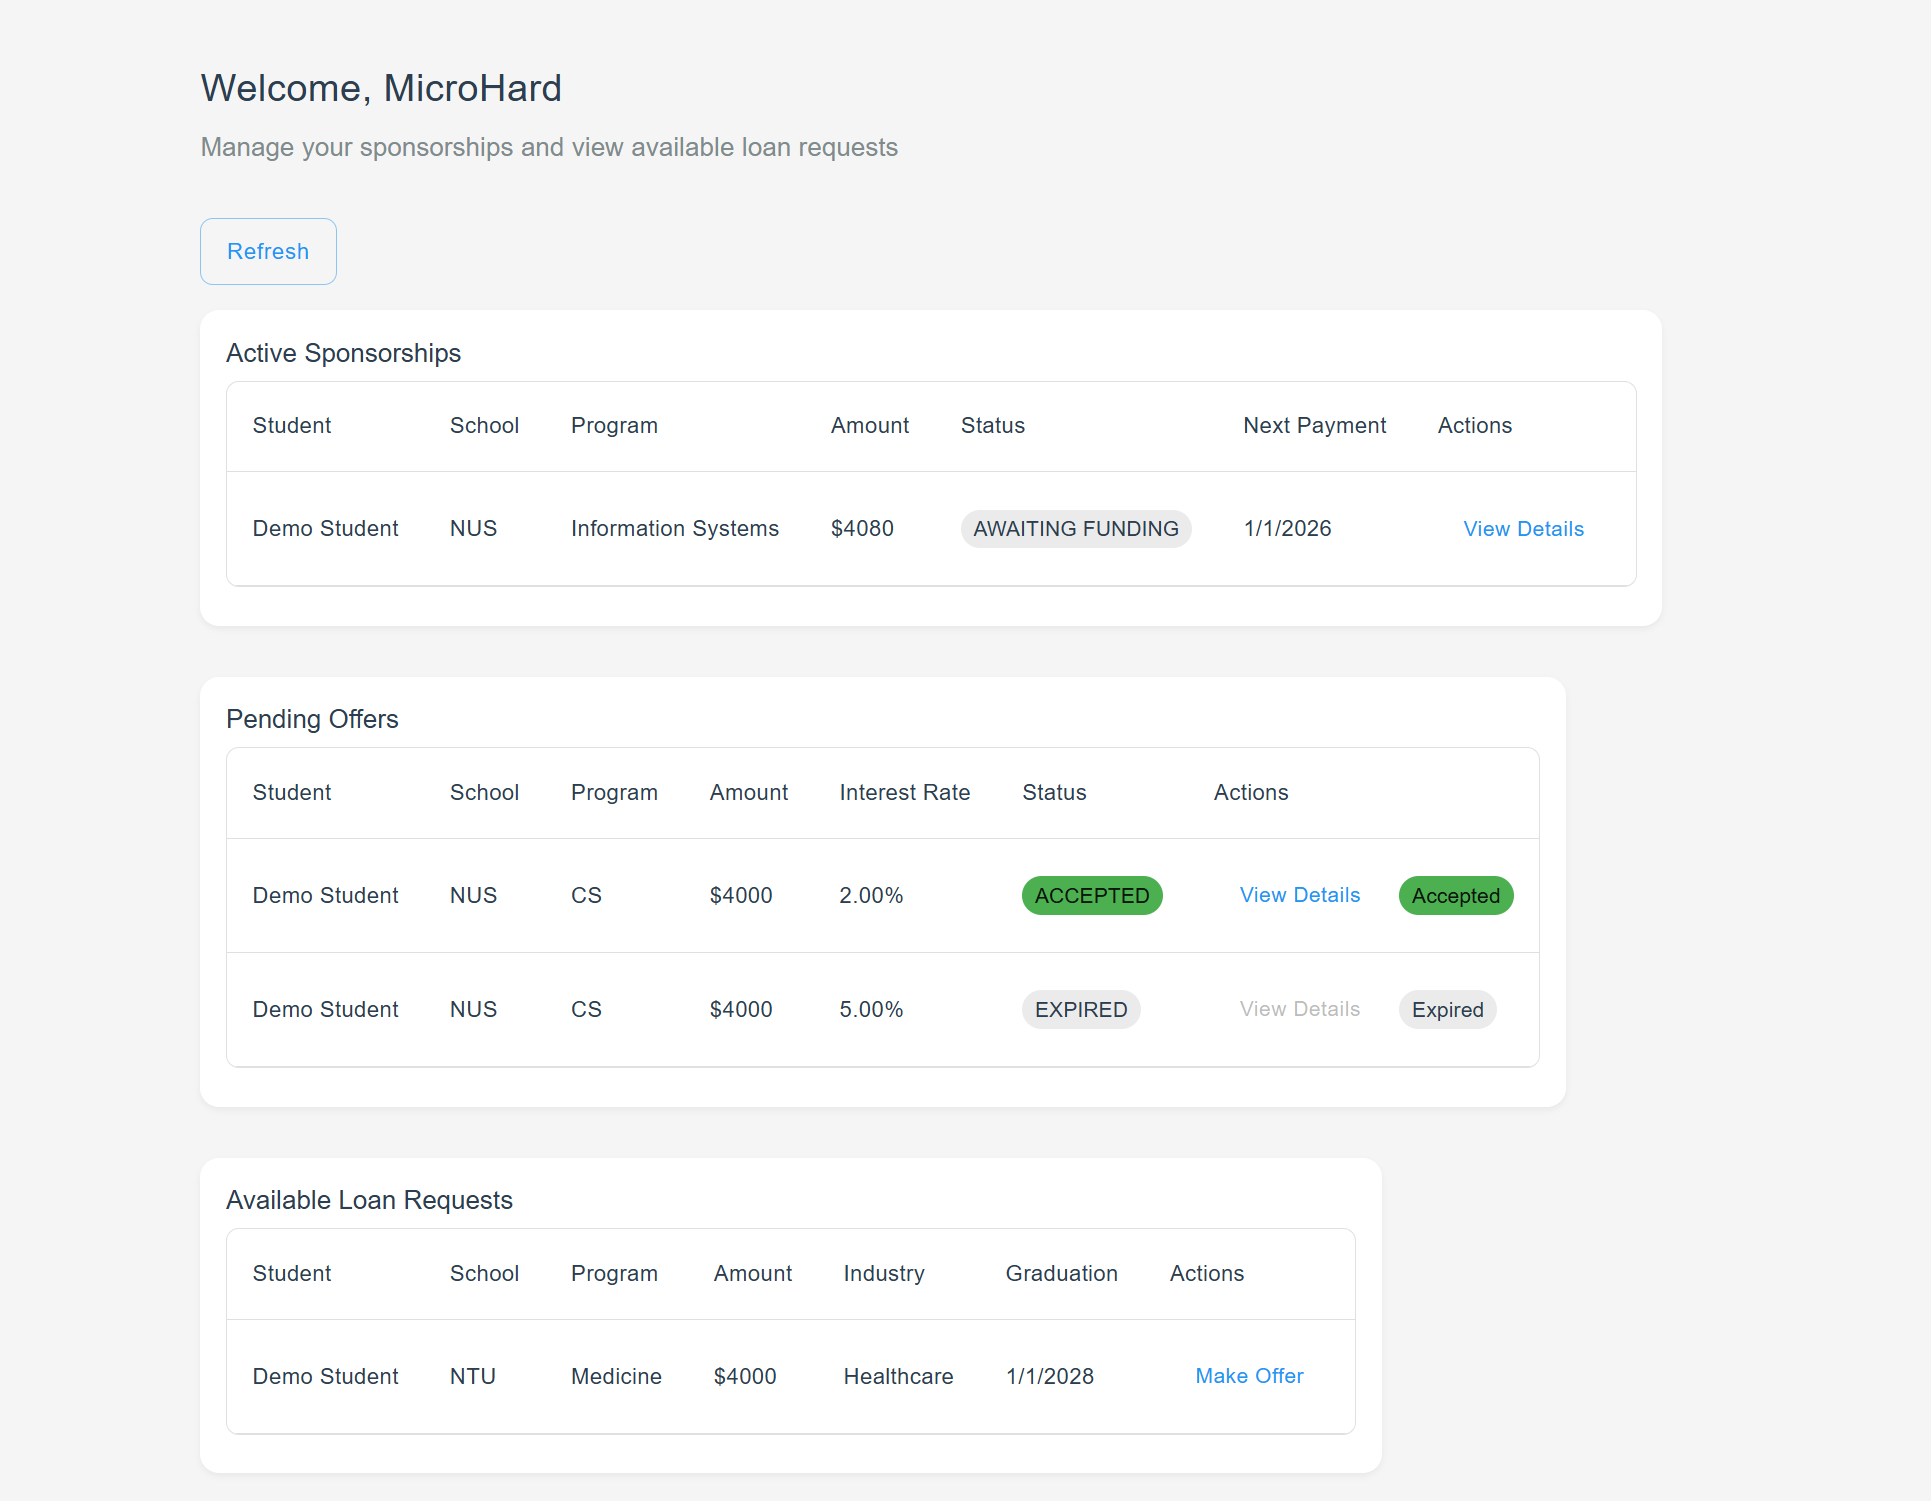 Welcome, MicroHard
Manage your sponsorships and view available loan requests
Refresh
Active Sponsorships
Student School Program Amount Status Next Payment Actions
Demo Student NUS Information Systems $4080 AWAITING FUNDING 1/1/2026 View Details
Pending Offers
Student School Program Amount Interest Rate Status Actions
Demo Student NUS CS $4000 2.00% ACCEPTED View Details Accepted
Demo Student NUS CS $4000 5.00% EXPIRED View Details Expired
Available Loan Requests
Student School Program Amount Industry Graduation Actions
Demo Student NTU Medicine $4000 Healthcare 1/1/2028 Make Offer